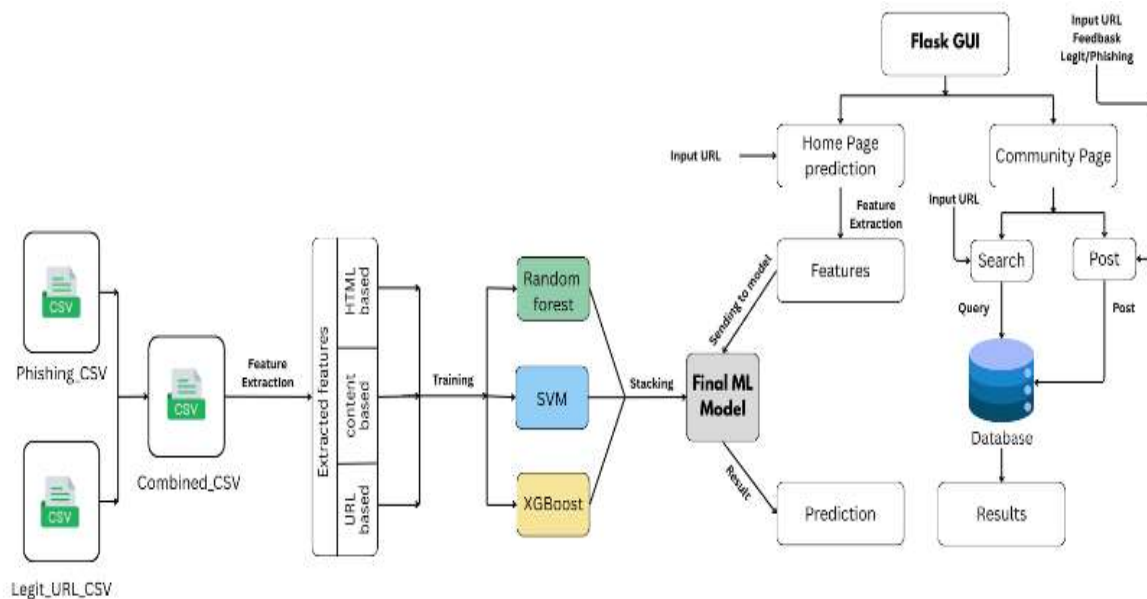 Flask GUI
Input URL
Feedbask
Legit/Phishing
Input URL
Home Page
prediction
Community Page
Feature
Extraction
Input URL
Features
Search
Post
Sending to model
Query
Post
CSV
Phishing_CSV
CSV
Combined_CSV
CSV
Legit_URL_CSV
Feature
Extraction
Extracted features
HTML
based
content
based
URL
based
Training
Random
forest
SVM
XGBoost
Stacking
Final ML
Model
Result
Prediction
Database
Results